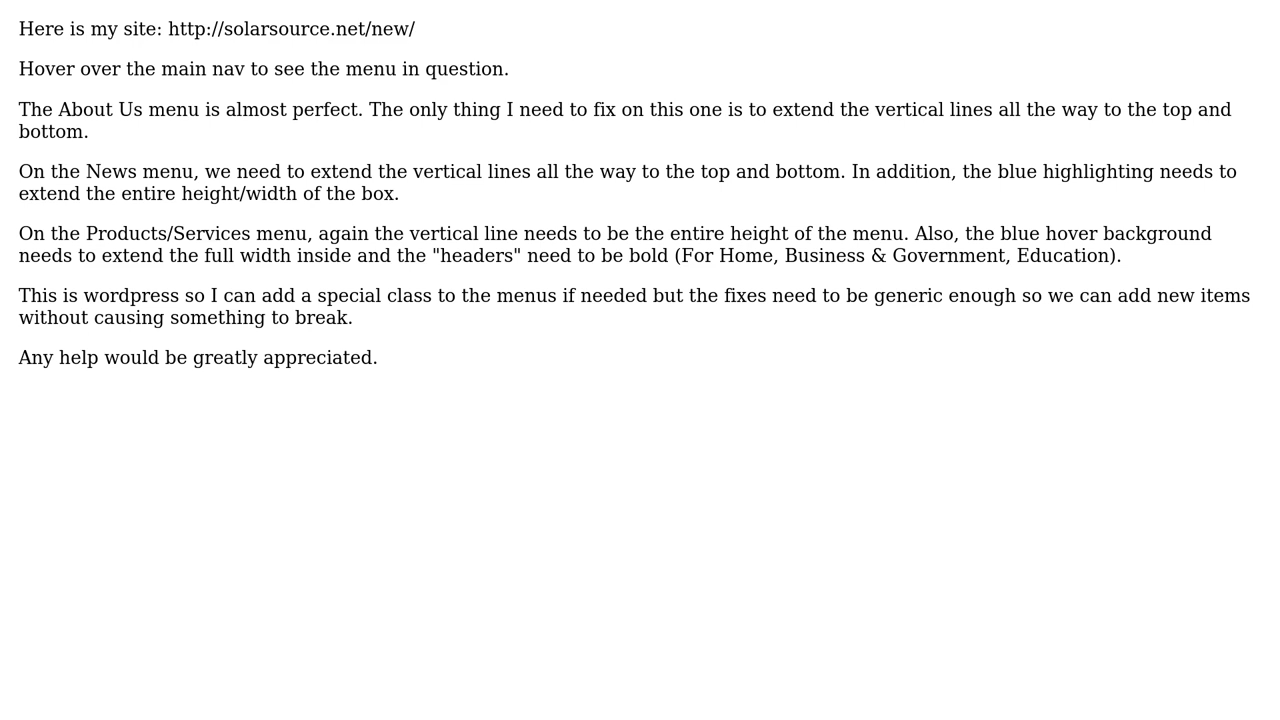 Here is my site: http://solarsource.net/new/
Hover over the main nav to see the menu in question.
The About Us menu is almost perfect. The only thing I need to fix on this one is to extend the vertical lines all the way to the top and
bottom.
On the News menu, we need to extend the vertical lines all the way to the top and bottom. In addition, the blue highlighting needs to
extend the entire height/width of the box.
On the Products/Services menu, again the vertical line needs to be the entire height of the menu. Also, the blue hover background
needs to extend the full width inside and the "headers" need to be bold (For Home, Business & Government, Education).
This is wordpress so I can add a special class to the menus if needed but the fixes need to be generic enough so we can add new items
without causing something to break.
Any help would be greatly appreciated.